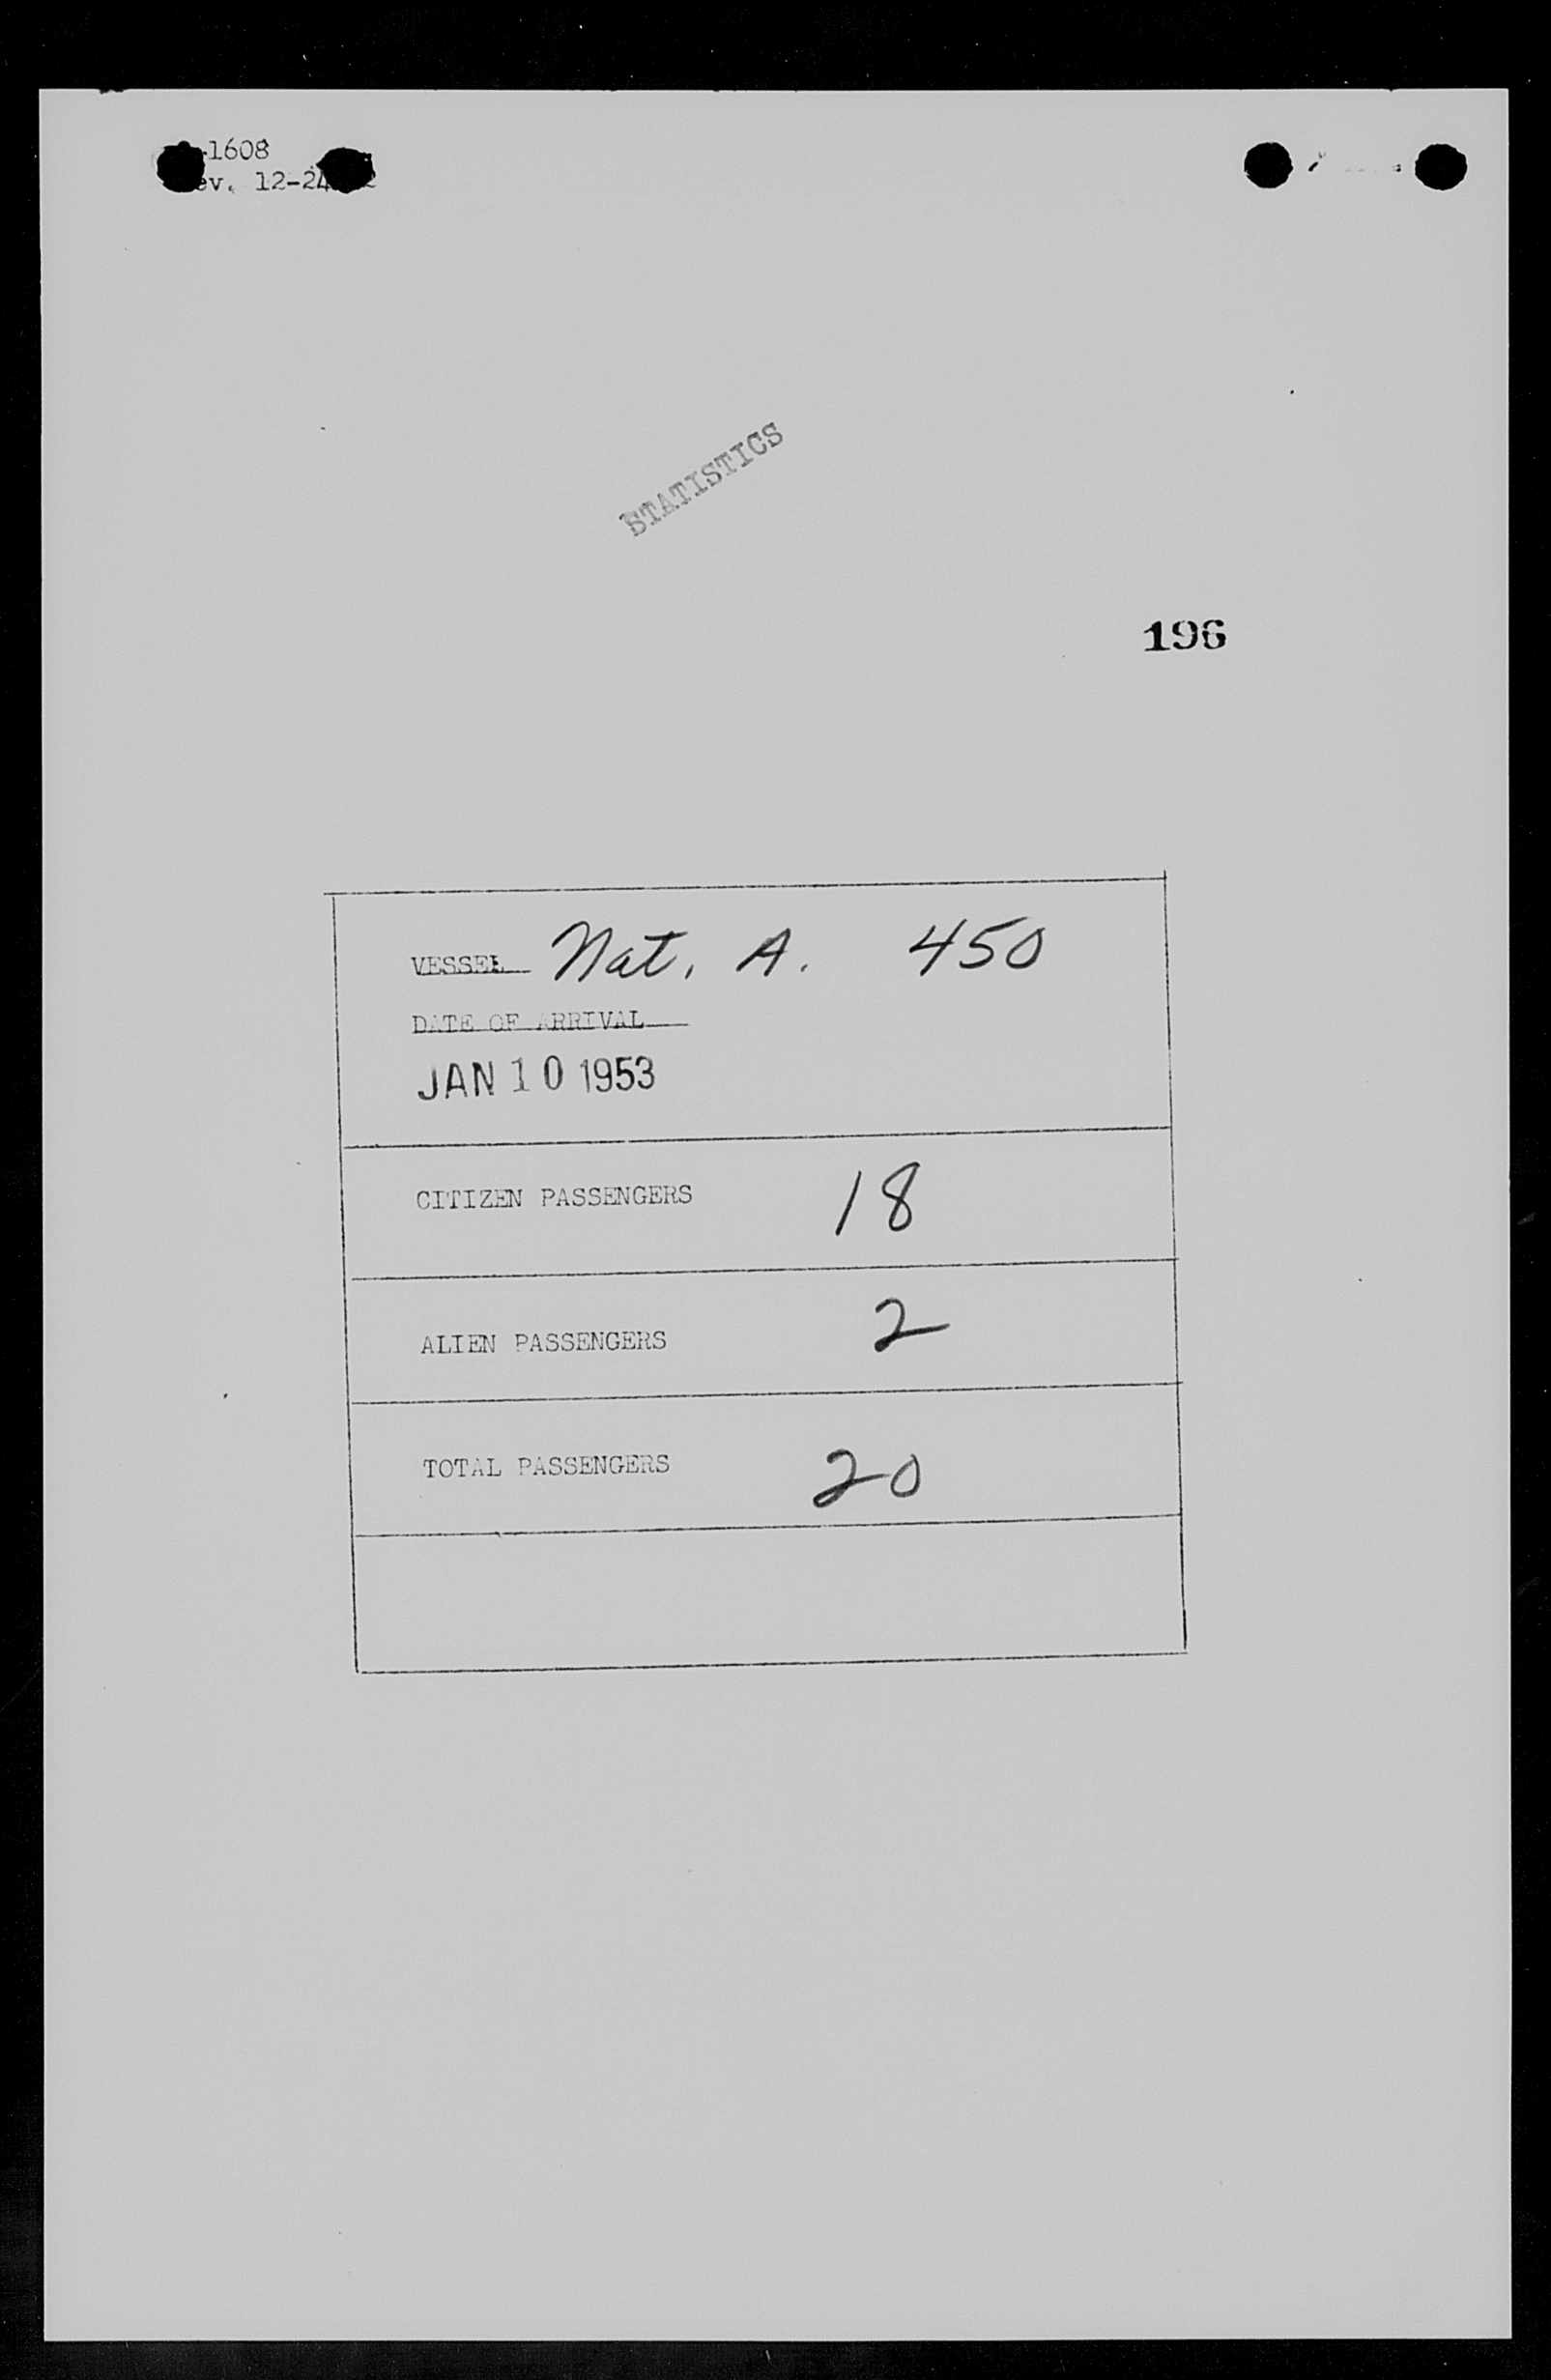 -1608
ev. 12-24
STATISTICS
196
VESSEL Nat. A. 450
DATE OF ARRIVAL
JAN 10 1953
CITIZEN PASSENGERS 18
ALIEN PASSENGERS 2
TOTAL PASSENGERS 20